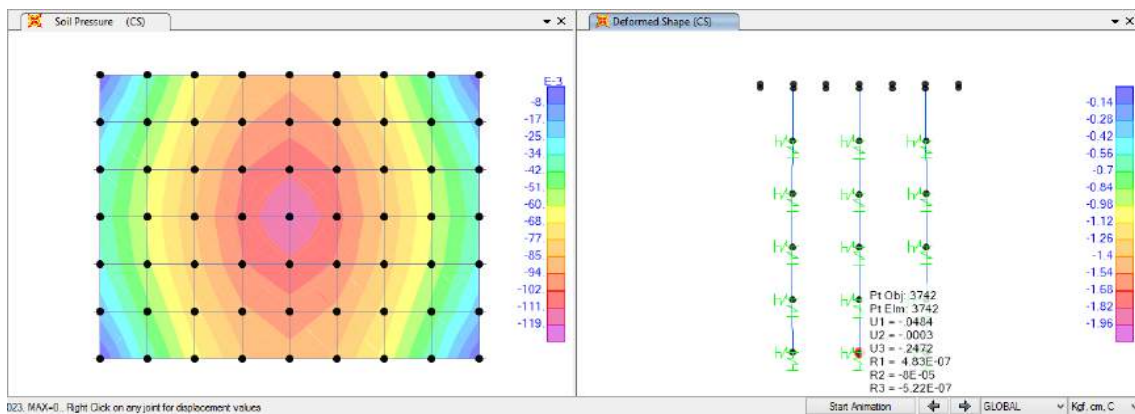 Soil Pressure (CS)
E-3
-8.
-17.
-25.
-34
-42.
-51.
-60.
-68.
-77.
-85.
-94
-102.
-111.
-119.
Deformed Shape (CS)
-0.14
-0.28
-0.42
-0.56
-0.7
-0.84
-0.98
-1.12
-1.26
-1.4
-1.54
-1.68
-1.82
-1.96
Pt Obj: 3742
Pt Elm: 3742
U1 = -.0484
U2 = -.0003
U3 = -.2472
R1 = 4.83E-07
R2 = -8E-05
R3 = -5.22E-07
023, MAX=0.. Right Click on any joint for displacement values
Start Animation
GLOBAL
Kgf, cm, C